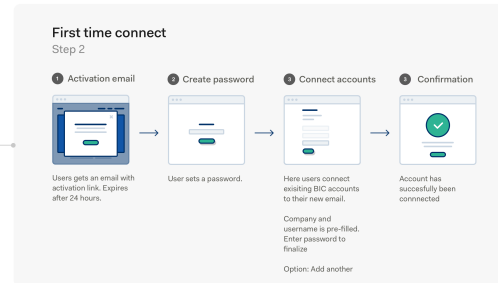 First time connect
Step 2
1 Activation email
2 Create password
3 Connect accounts
3 Confirmation
Users gets an email with
activation link. Expires
after 24 hours.
User sets a password.
Here users connect
exisiting BIC accounts
to their new email.
Company and
username is pre-filled.
Enter password to
finalize
Option: Add another
Account has
succesfully been
connnected